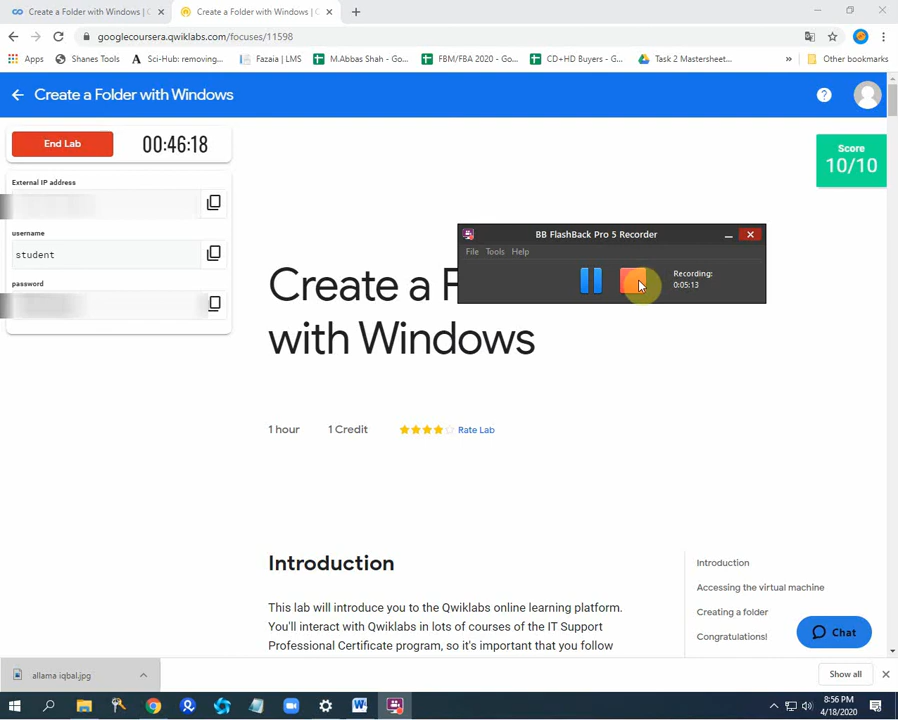 Create a Folder with Windows | C
Create a Folder with Windows | C
googlecoursera.qwiklabs.com/focuses/11598
Apps
Shanes Tools
Sci-Hub: removing...
Fazaia | LMS
M.Abbas Shah - Go...
FBM/FBA 2020 - G...
CD+HD Buyers - G...
Task 2 Mastersheet...
»
Other bookmarks
Create a Folder with Windows
End Lab
00:46:18
Score
10/10
External IP address
username
student
password
BB FlashBack Pro 5 Recorder
File Tools Help
Recording:
0:05:13
Create a F
with Windows
1 hour
1 Credit
Rate Lab
Introduction
This lab will introduce you to the Qwiklabs online learning platform.
You'll interact with Qwiklabs in lots of courses of the IT Support
Professional Certificate program, so it's important that you follow
Introduction
Accessing the virtual machine
Creating a folder
Congratulations!
Chat
allama iqbal.jpg
Show all
8:56 PM
4/18/2020